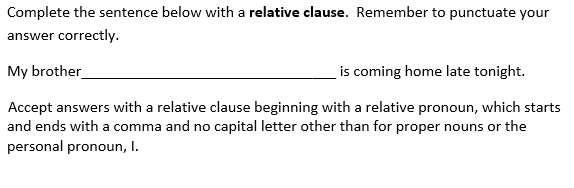 Complete the sentence below with a relative clause.  Remember to punctuate your
answer correctly.
My brother__________________________________ is coming home late tonight.
Accept answers with a relative clause beginning with a relative pronoun, which starts
and ends with a comma and no capital letter other than for proper nouns or the
personal pronoun, I.